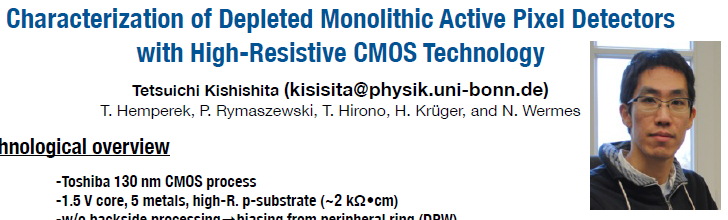 Characterization of Depleted Monolithic Active Pixel Detectors
with High-Resistive CMOS Technology
Tetsuichi Kishishita (kisisita@physik.uni-bonn.de)
T. Hemperek, P. Rymaszewski, T. Hirono, H. Krüger, and N. Wermes
hnological overview
-Toshiba 130 nm CMOS process
-1.5 V core, 5 metals, high-R. p-substrate (~2 kΩ•cm)
-w/o backside processing→biasing from peripheral ring (DPW)